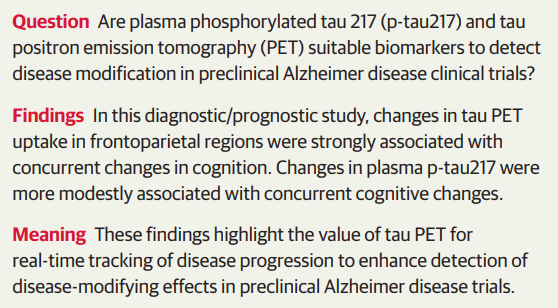 Question Are plasma phosphorylated tau 217 (p-tau217) and tau
positron emission tomography (PET) suitable biomarkers to detect
disease modification in preclinical Alzheimer disease clinical trials?
Findings In this diagnostic/prognostic study, changes in tau PET
uptake in frontoparietal regions were strongly associated with
concurrent changes in cognition. Changes in plasma p-tau217 were
more modestly associated with concurrent cognitive changes.
Meaning These findings highlight the value of tau PET for
real-time tracking of disease progression to enhance detection of
disease-modifying effects in preclinical Alzheimer disease trials.